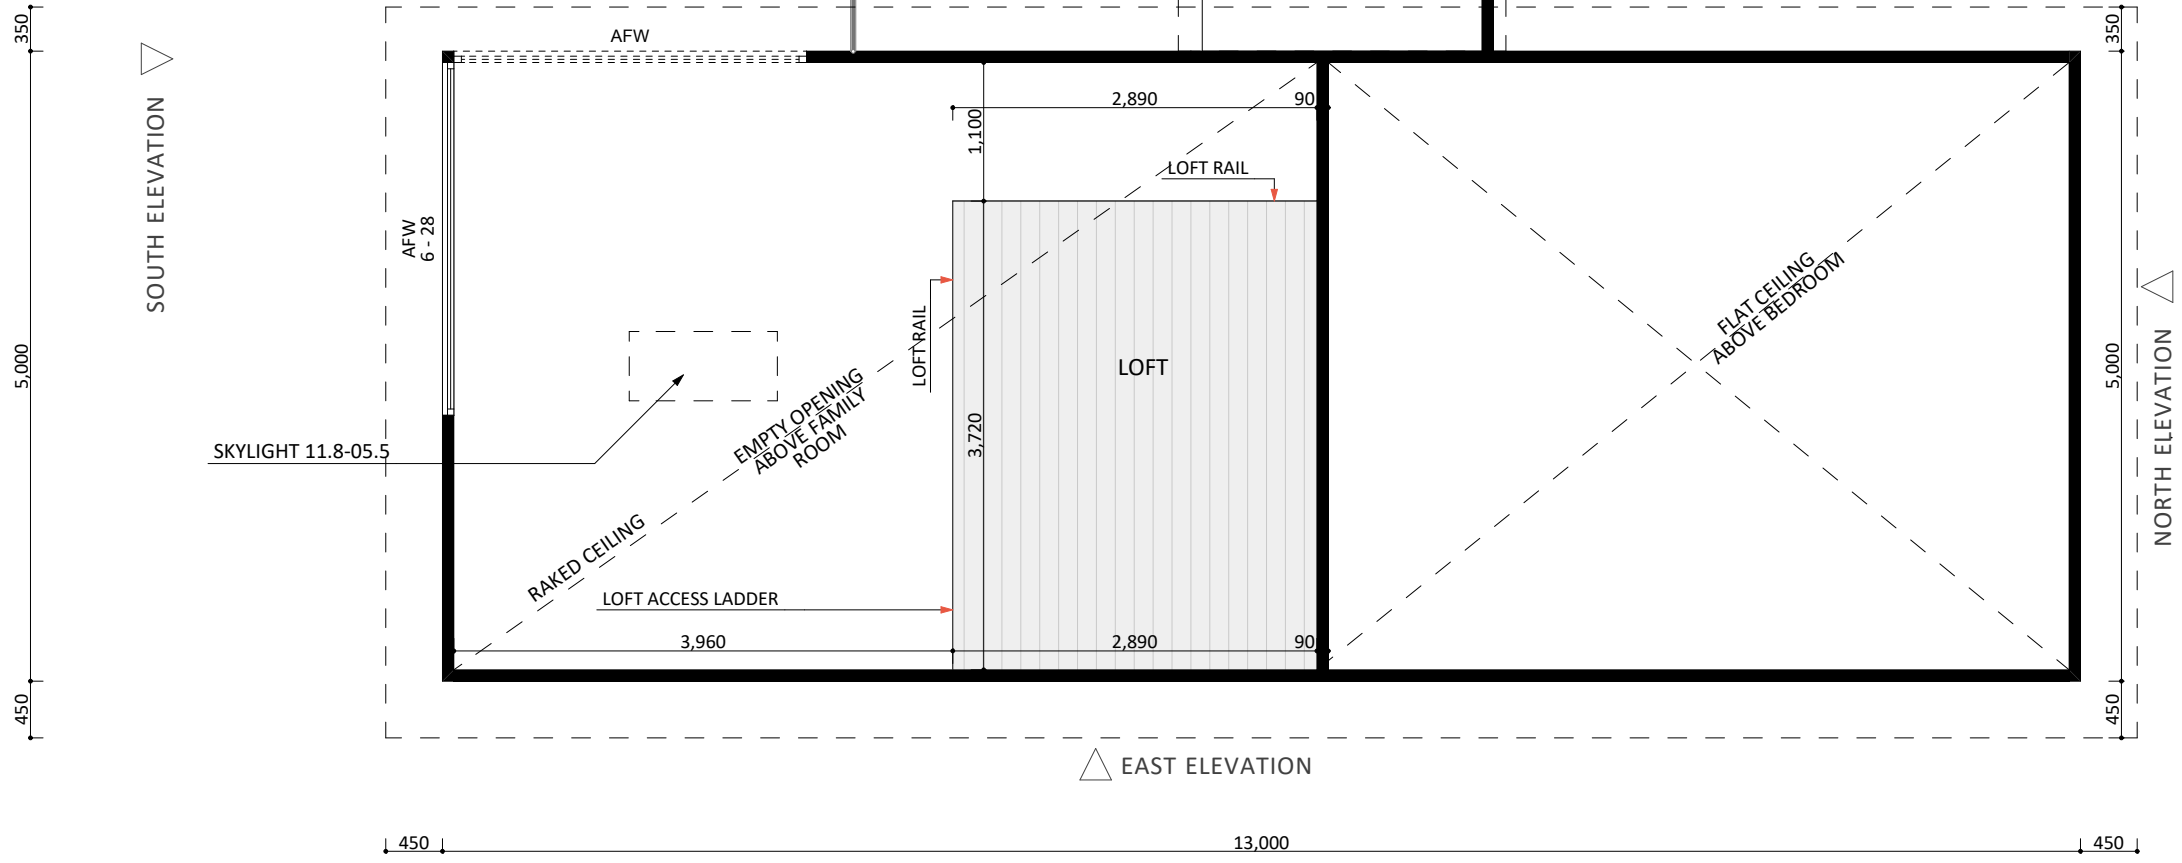 350
350
AFW
2,890
90
1,100
SOUTH ELEVATION
LOFT RAIL
AFW
6 - 28
FLAT CEILING
ABOVE BEDROOM
5,000
LOFT RAIL
LOFT
5,000
NORTH ELEVATION
EMPTY OPENING
ABOVE FAMILY
ROOM
3,720
SKYLIGHT 11.8-05.5
RAKED CEILING
LOFT ACCESS LADDER
3,960
2,890
90
450
450
EAST ELEVATION
450
13,000
450